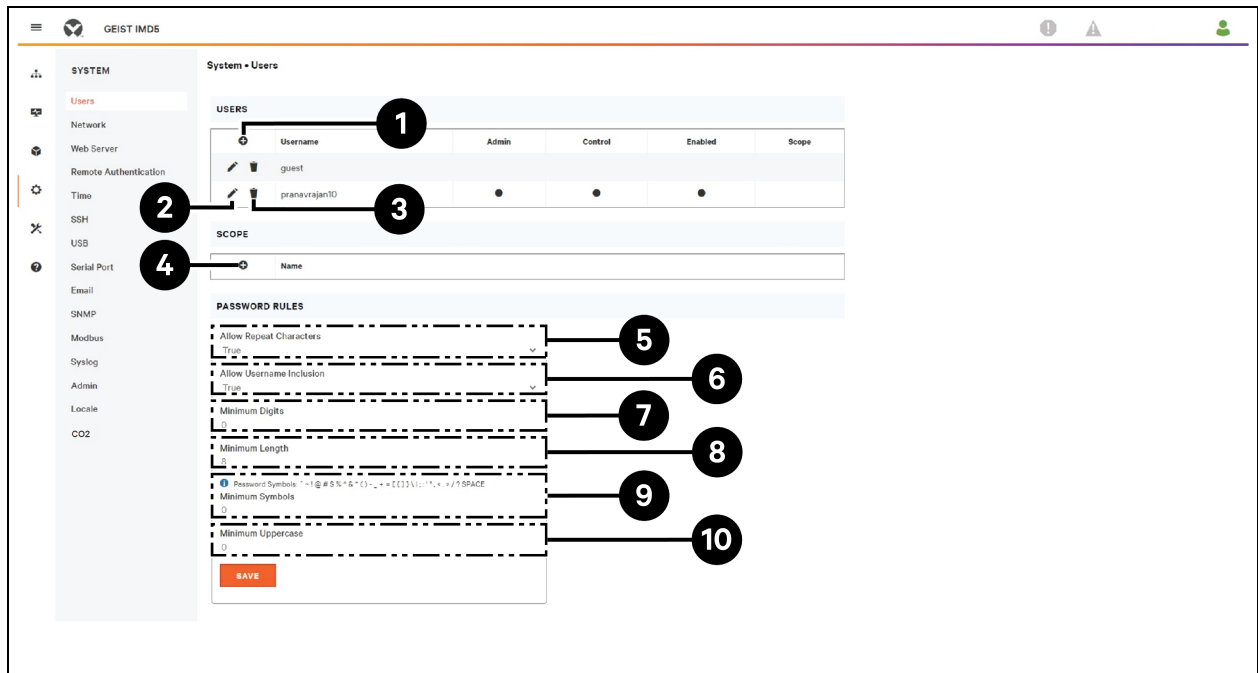 GEIST IMD5
SYSTEM
System • Users
Users
Network
Web Server
Remote Authentication
Time
SSH
USB
Serial Port
Email
SNMP
Modbus
Syslog
Admin
Locale
CO2
USERS
1
Username Admin Control Enabled Scope
guest
pranavrajan10
2
3
SCOPE
4
Name
PASSWORD RULES
Allow Repeat Characters
True
5
Allow Username Inclusion
True
6
Minimum Digits
0
7
Minimum Length
8
8
Password Symbols: ` ~ ! @ # $ % ^ & * ( ) - _ + = [ { ] } \ | ; : ' " , < . > / ? SPACE
Minimum Symbols
0
9
Minimum Uppercase
0
10
SAVE